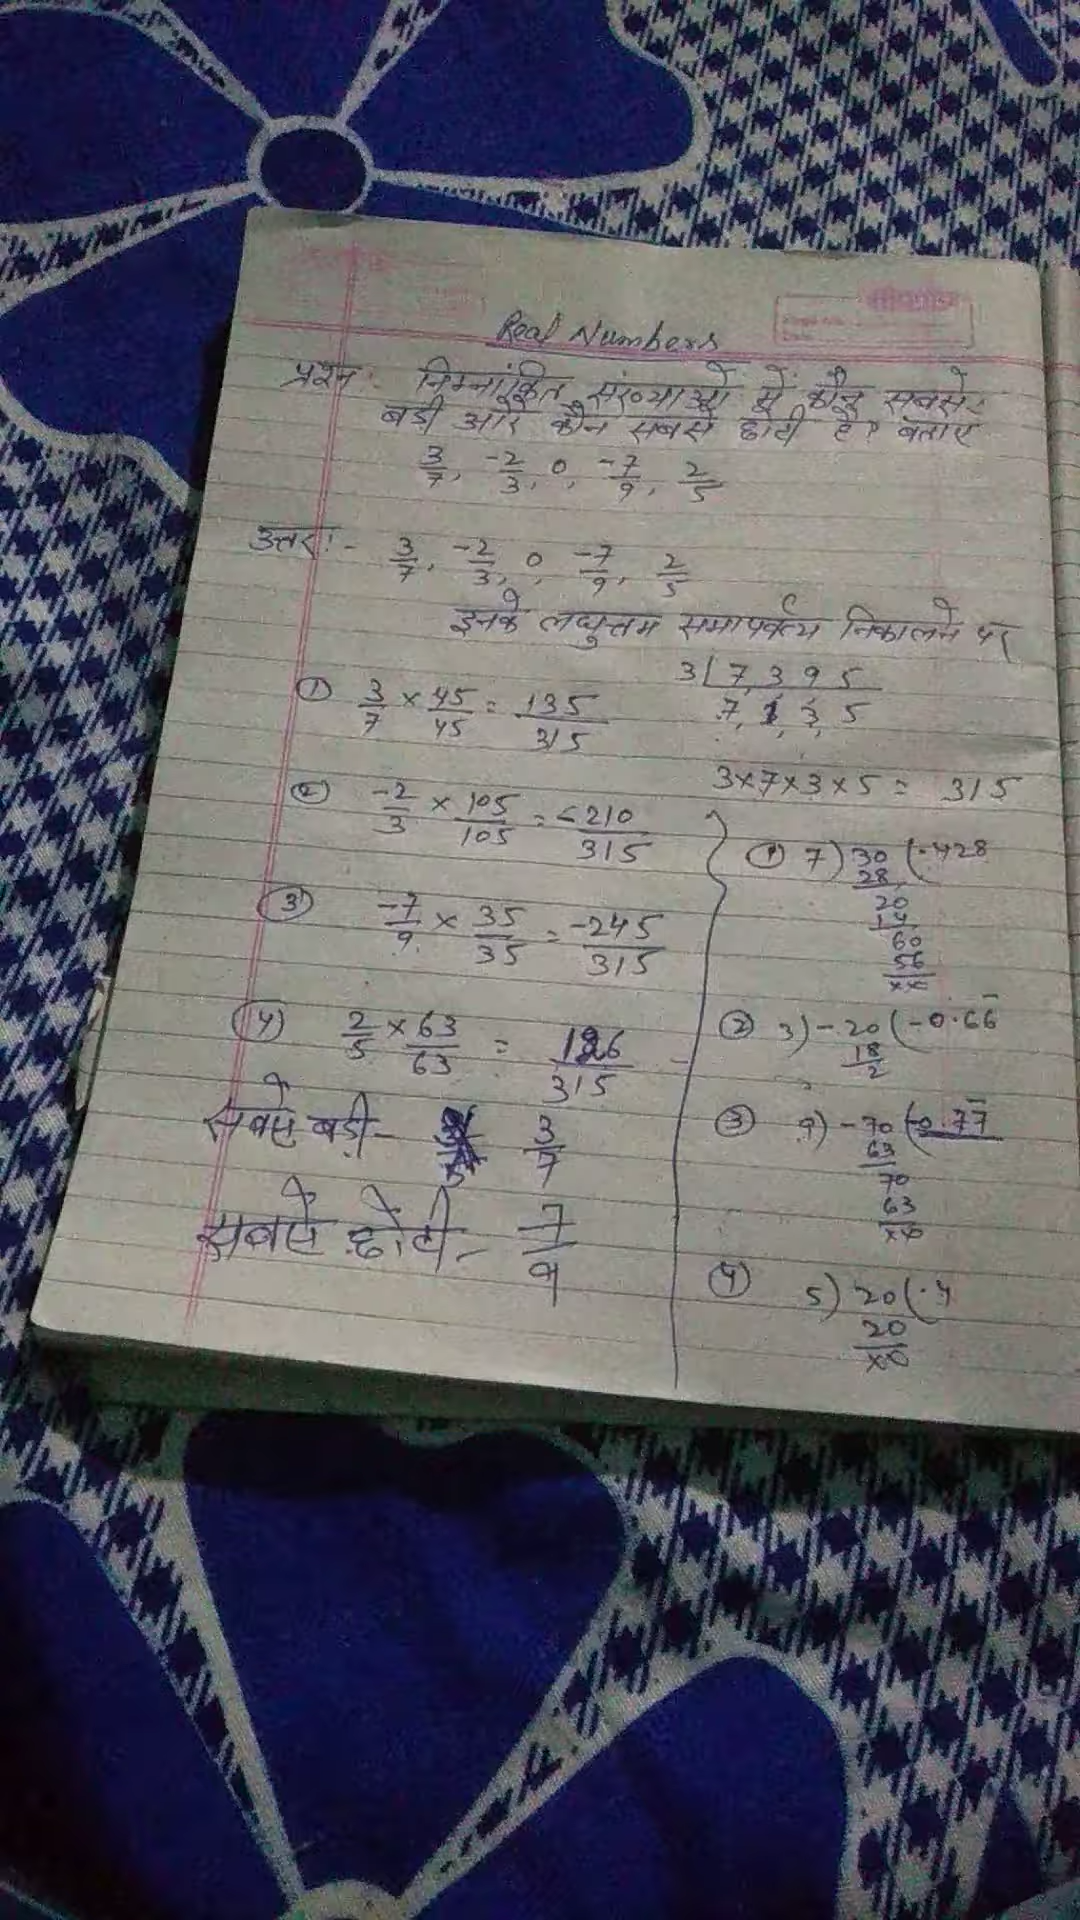 Real Numbers
प्रश्न:- निम्नांकित संख्याओ में कौन सबसे
बडी और कौन सबसे छोटी है? बताए
3/7, -2/3, 0, -7/9, 2/5
उत्तर:- 3/7, -2/3, 0, -7/9, 2/5
इनके लघुत्तम समापर्वत्य निकालने पर
3 | 7, 3 9 5
7, 1, 3, 5
3×7×3×5 = 315
① 3/7 × 45/45 = 135/315
② -2/3 × 105/105 = -210/315
③ -7/9 × 35/35 = -245/315
④ 2/5 × 63/63 = 126/315
सबसे बडी - 3/7
सबसे छोटी - 7/9
① 7) 30 (.428
28
20
14
60
56
××
② 3) -20 (-0.66̄
18
2
③ 9) -70 (-0.77̄
63
70
63
××
④ 5) 20 (.4
20
×0